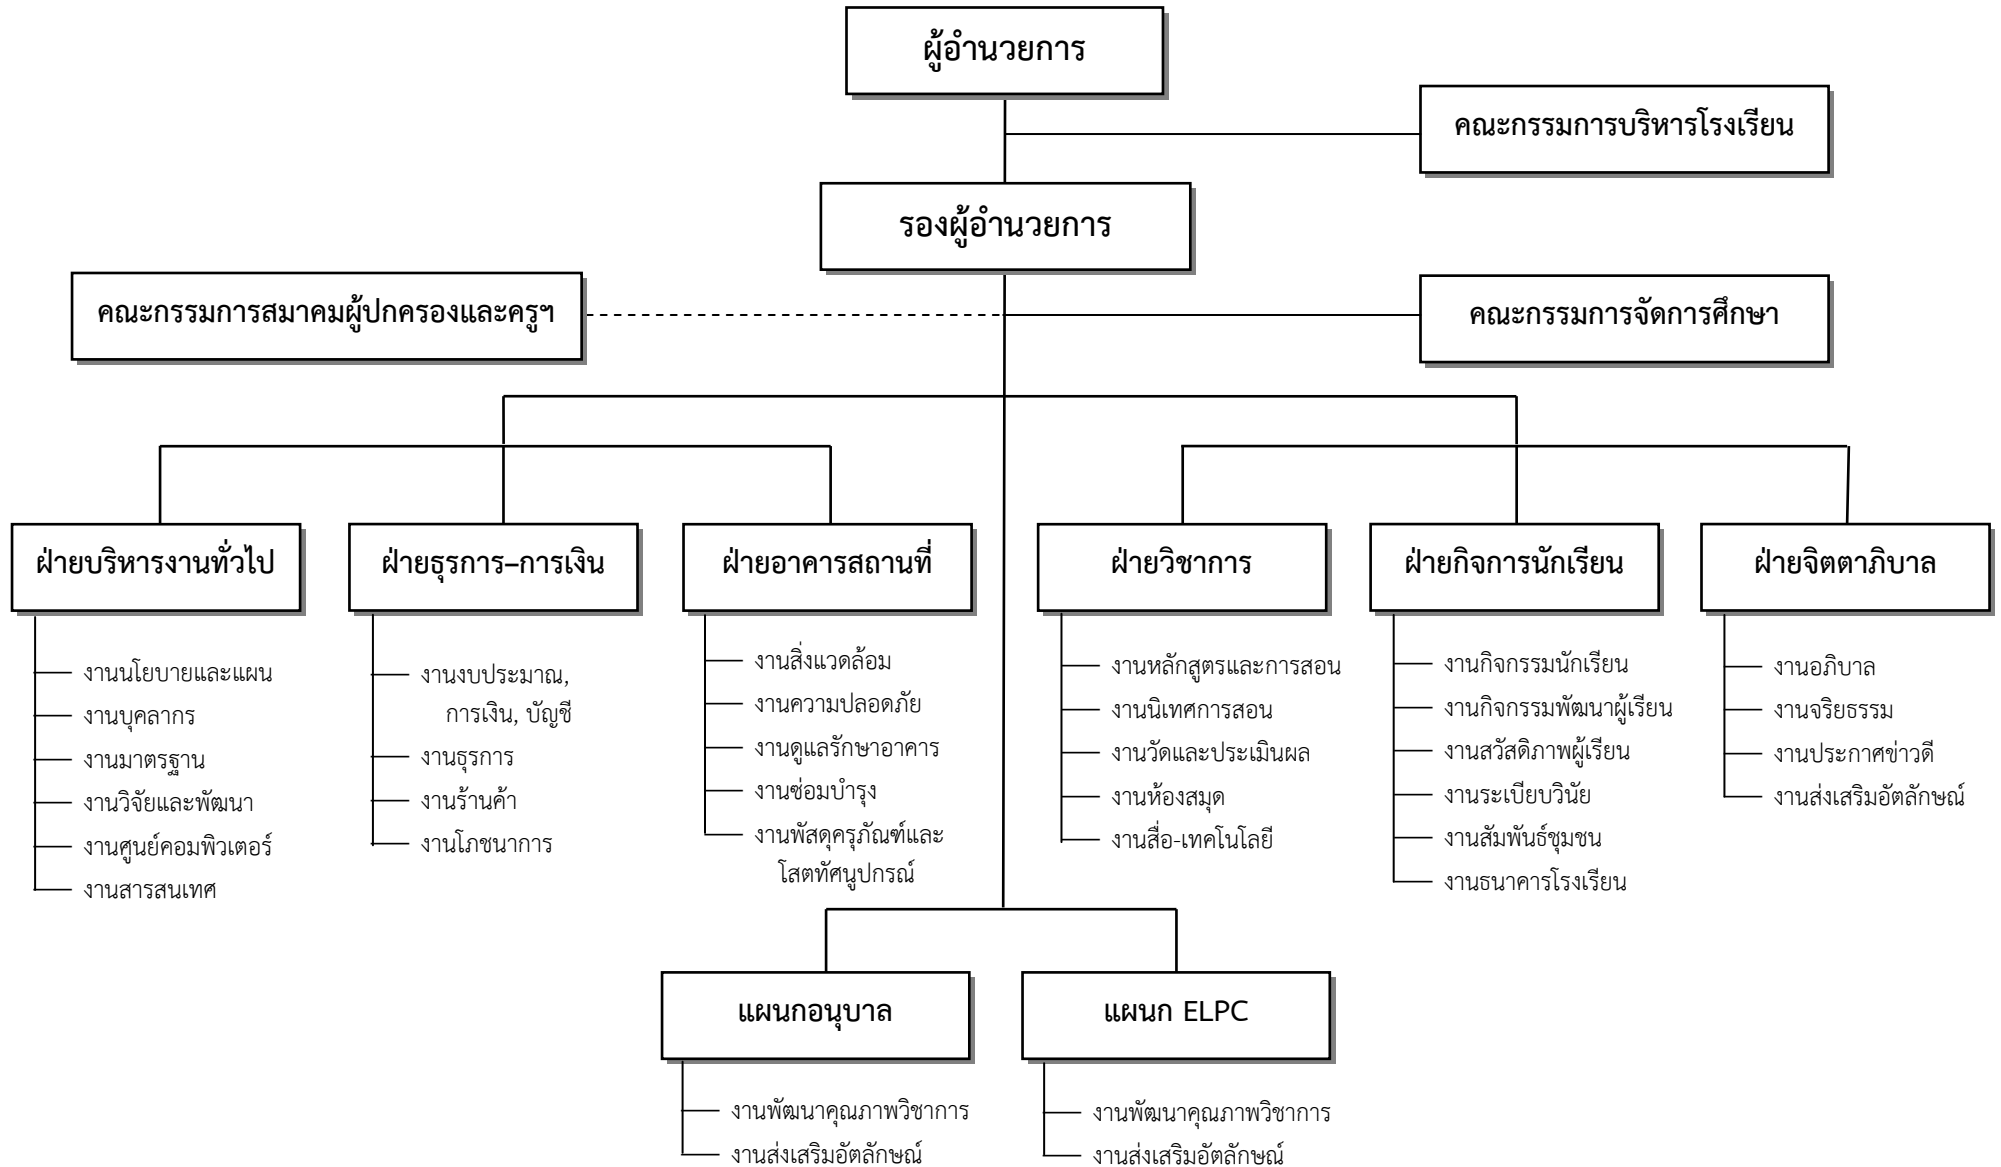 ผู้อำนวยการ
คณะกรรมการบริหารโรงเรียน
รองผู้อำนวยการ
คณะกรรมการสมาคมผู้ปกครองและครูฯ
คณะกรรมการจัดการศึกษา
ฝ่ายบริหารงานทั่วไป
งานนโยบายและแผน
งานบุคลากร
งานมาตรฐาน
งานวิจัยและพัฒนา
งานศูนย์คอมพิวเตอร์
งานสารสนเทศ
ฝ่ายธุรการ–การเงิน
งานงบประมาณ,
การเงิน, บัญชี
งานธุรการ
งานร้านค้า
งานโภชนาการ
ฝ่ายอาคารสถานที่
งานสิ่งแวดล้อม
งานความปลอดภัย
งานดูแลรักษาอาคาร
งานซ่อมบำรุง
งานพัสดุครุภัณฑ์และ
โสตทัศนูปกรณ์
ฝ่ายวิชาการ
งานหลักสูตรและการสอน
งานนิเทศการสอน
งานวัดและประเมินผล
งานห้องสมุด
งานสื่อ-เทคโนโลยี
ฝ่ายกิจการนักเรียน
งานกิจกรรมนักเรียน
งานกิจกรรมพัฒนาผู้เรียน
งานสวัสดิภาพผู้เรียน
งานระเบียบวินัย
งานสัมพันธ์ชุมชน
งานธนาคารโรงเรียน
ฝ่ายจิตตาภิบาล
งานอภิบาล
งานจริยธรรม
งานประกาศข่าวดี
งานส่งเสริมอัตลักษณ์
แผนกอนุบาล
งานพัฒนาคุณภาพวิชาการ
งานส่งเสริมอัตลักษณ์
แผนก ELPC
งานพัฒนาคุณภาพวิชาการ
งานส่งเสริมอัตลักษณ์